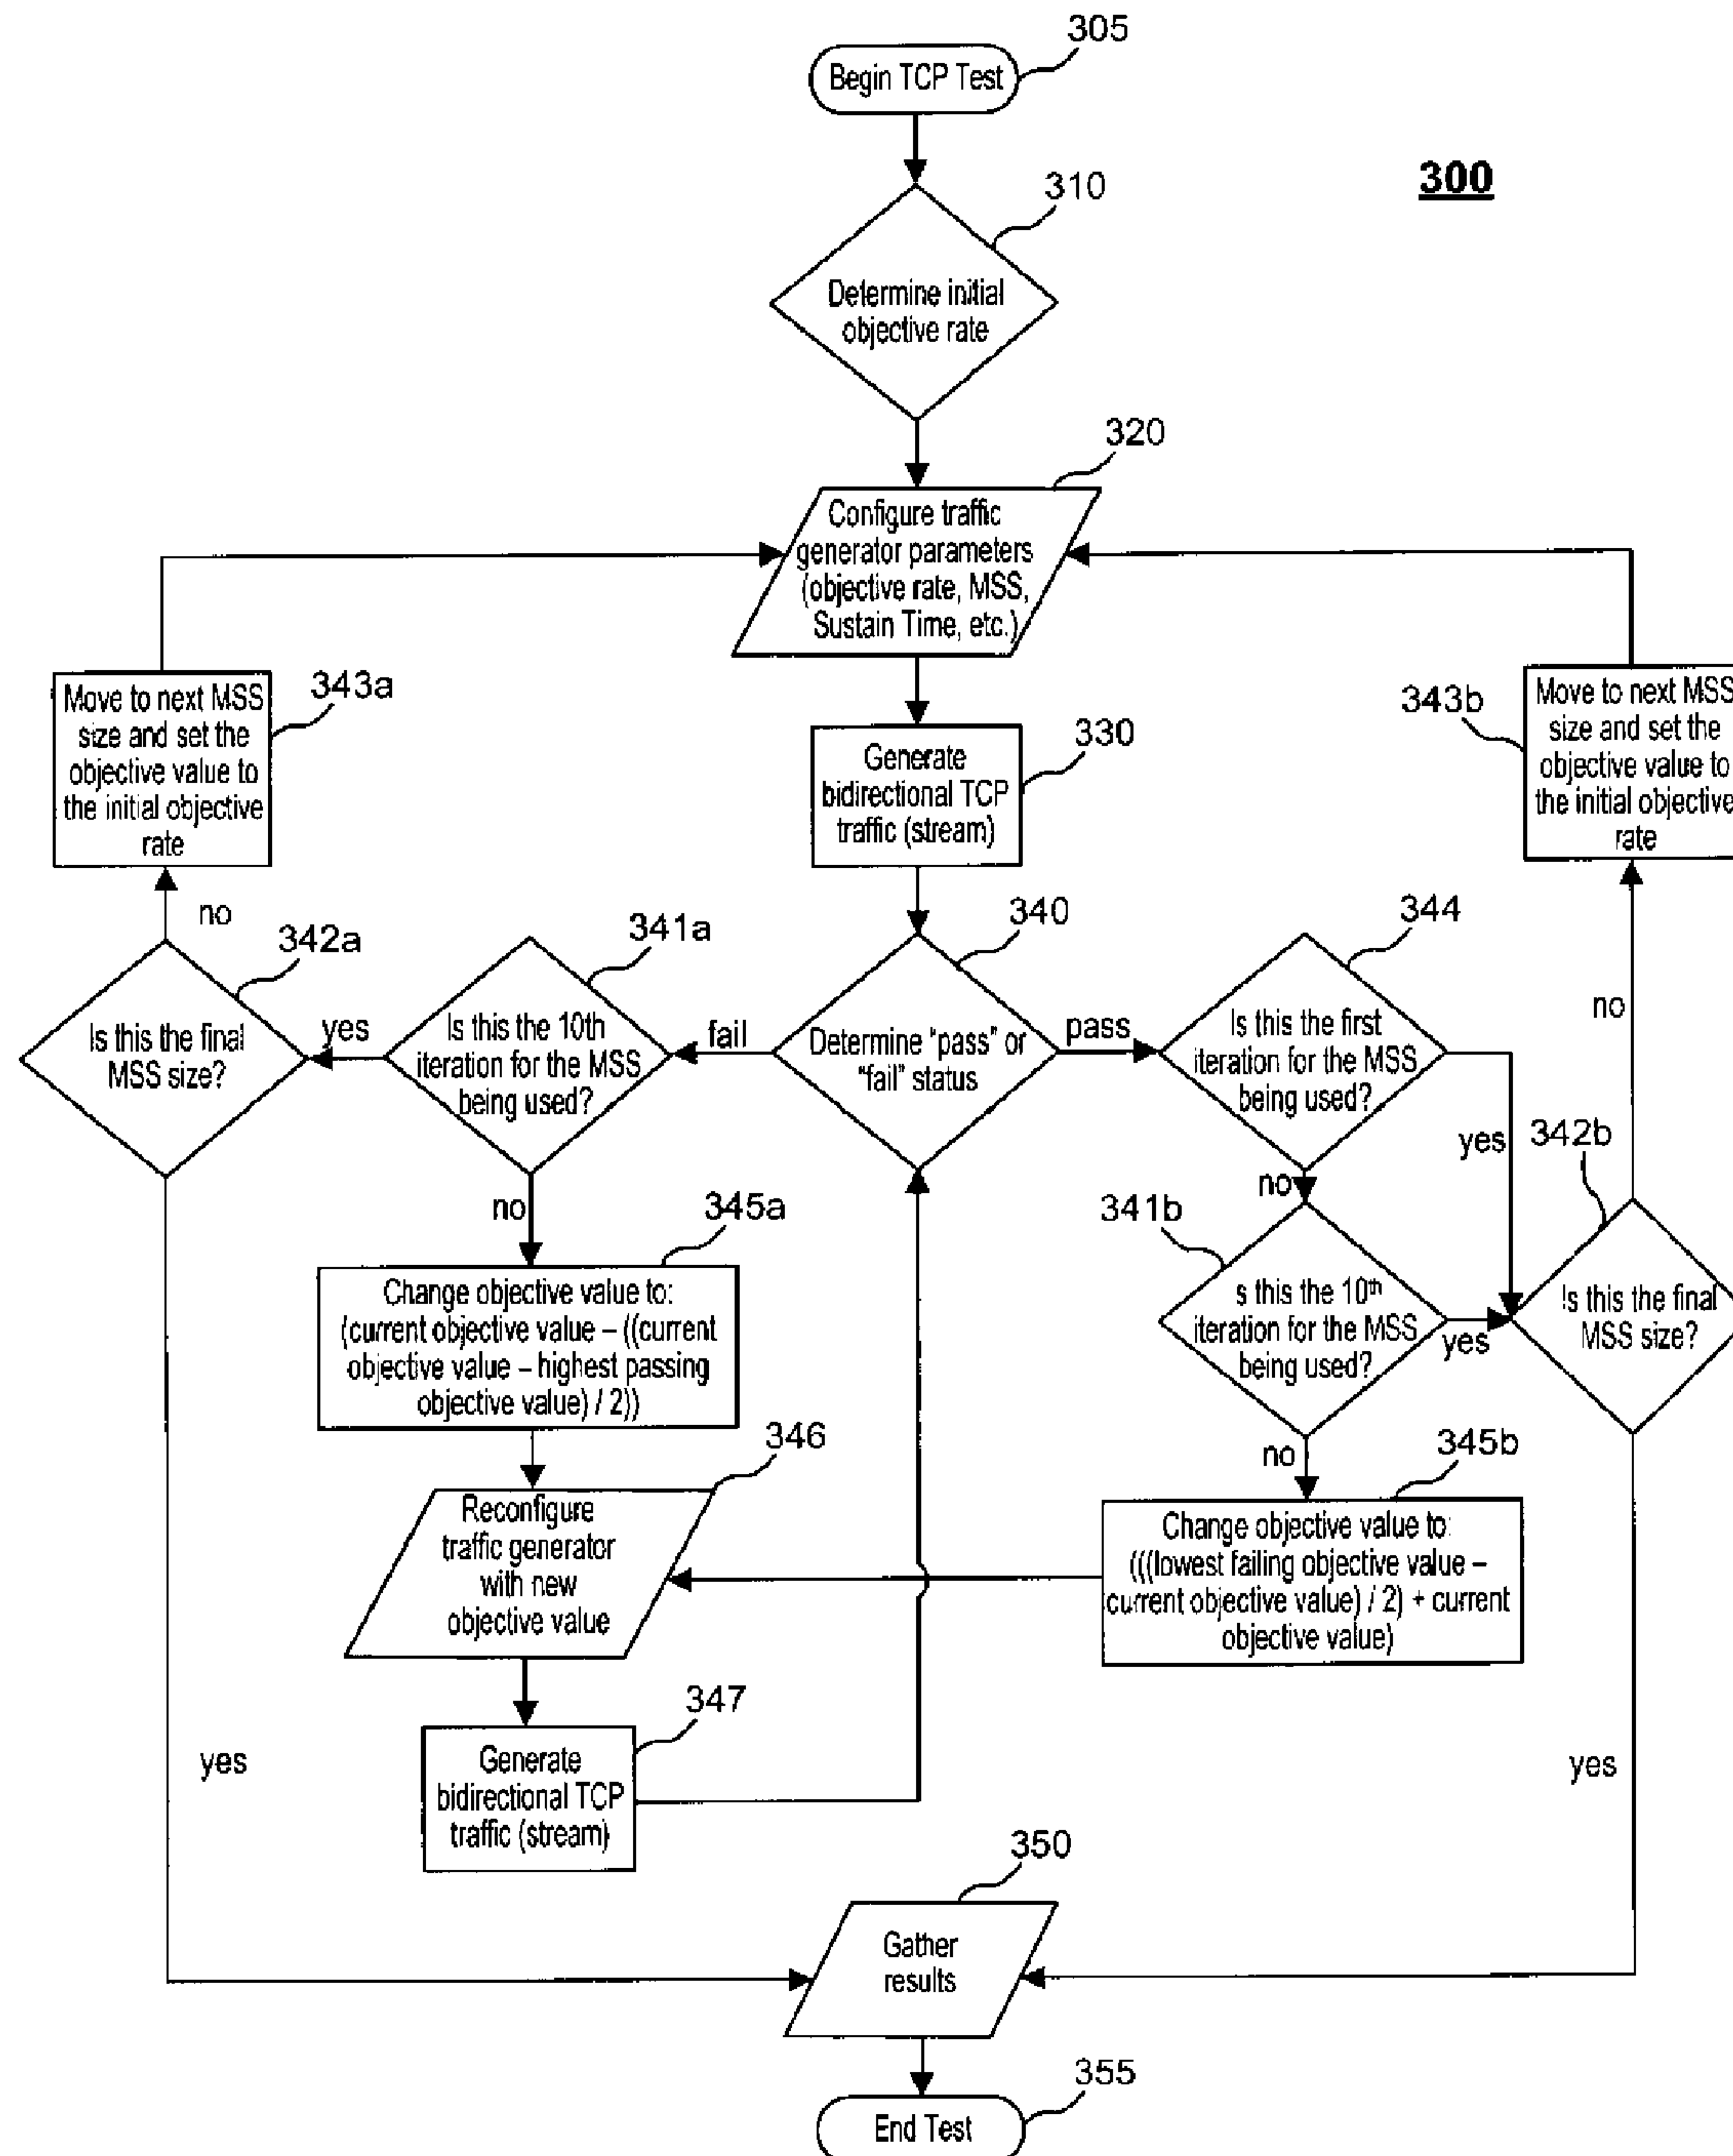 305
Begin TCP Test
300
310
Determine initial
objective rate
320
Configure traffic
generator parameters
(objective rate, MSS,
Sustain Time, etc.)
343a
Move to next MSS
size and set the
objective value to
the initial objective
rate
330
Generate
bidirectional TCP
traffic (stream)
343b
Move to next MSS
size and set the
objective value to
the initial objective
rate
no
342a
Is this the final
MSS size?
yes
341a
Is this the 10th
iteration for the MSS
being used?
fail
340
Determine "pass" or
"fail" status
pass
344
Is this the first
iteration for the MSS
being used?
no
yes
342b
no
345a
no
341b
Change objective value to:
(current objective value – ((current
objective value – highest passing
objective value) / 2))
s this the 10th
iteration for the MSS
being used?
yes
Is this the final
MSS size?
346
no
345b
Reconfigure
traffic generator
with new
objective value
Change objective value to:
(((lowest failing objective value –
current objective value) / 2) + current
objective value)
347
Generate
bidirectional TCP
traffic (stream)
yes
yes
350
Gather
results
355
End Test